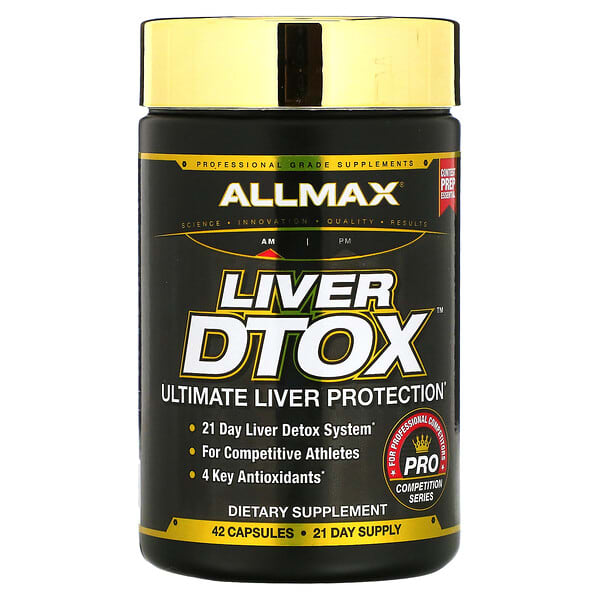 PROFESSIONAL GRADE SUPPLEMENTS
CONTEST
PREP
ESSENTIAL
ALLMAX®
SCIENCE • INNOVATION • QUALITY • RESULTS
AM | PM
LIVER
DTOX™
ULTIMATE LIVER PROTECTION*
• 21 Day Liver Detox System*
• For Competitive Athletes
• 4 Key Antioxidants*
FOR PROFESSIONAL COMPETITORS
PRO
COMPETITION
SERIES
DIETARY SUPPLEMENT
42 CAPSULES • 21 DAY SUPPLY